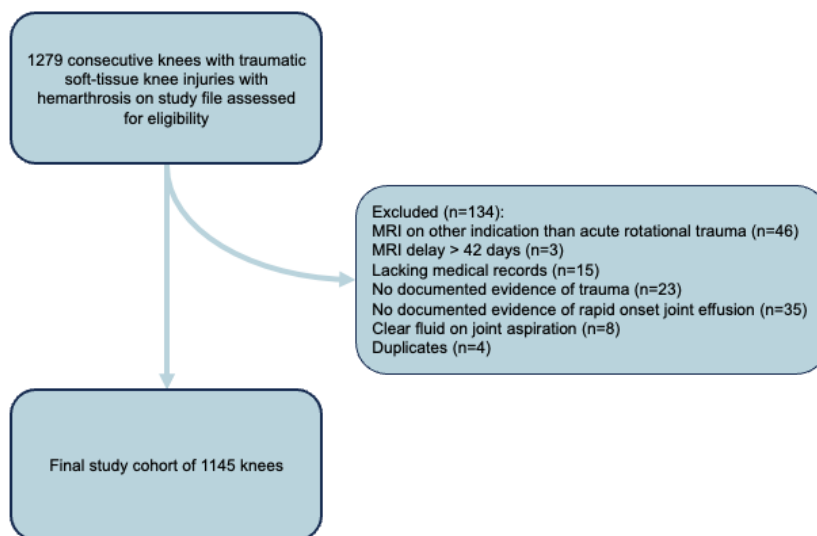 1279 consecutive knees with traumatic
soft-tissue knee injuries with
hemarthrosis on study file assessed
for eligibility
Excluded (n=134):
MRI on other indication than acute rotational trauma (n=46)
MRI delay > 42 days (n=3)
Lacking medical records (n=15)
No documented evidence of trauma (n=23)
No documented evidence of rapid onset joint effusion (n=35)
Clear fluid on joint aspiration (n=8)
Duplicates (n=4)
Final study cohort of 1145 knees